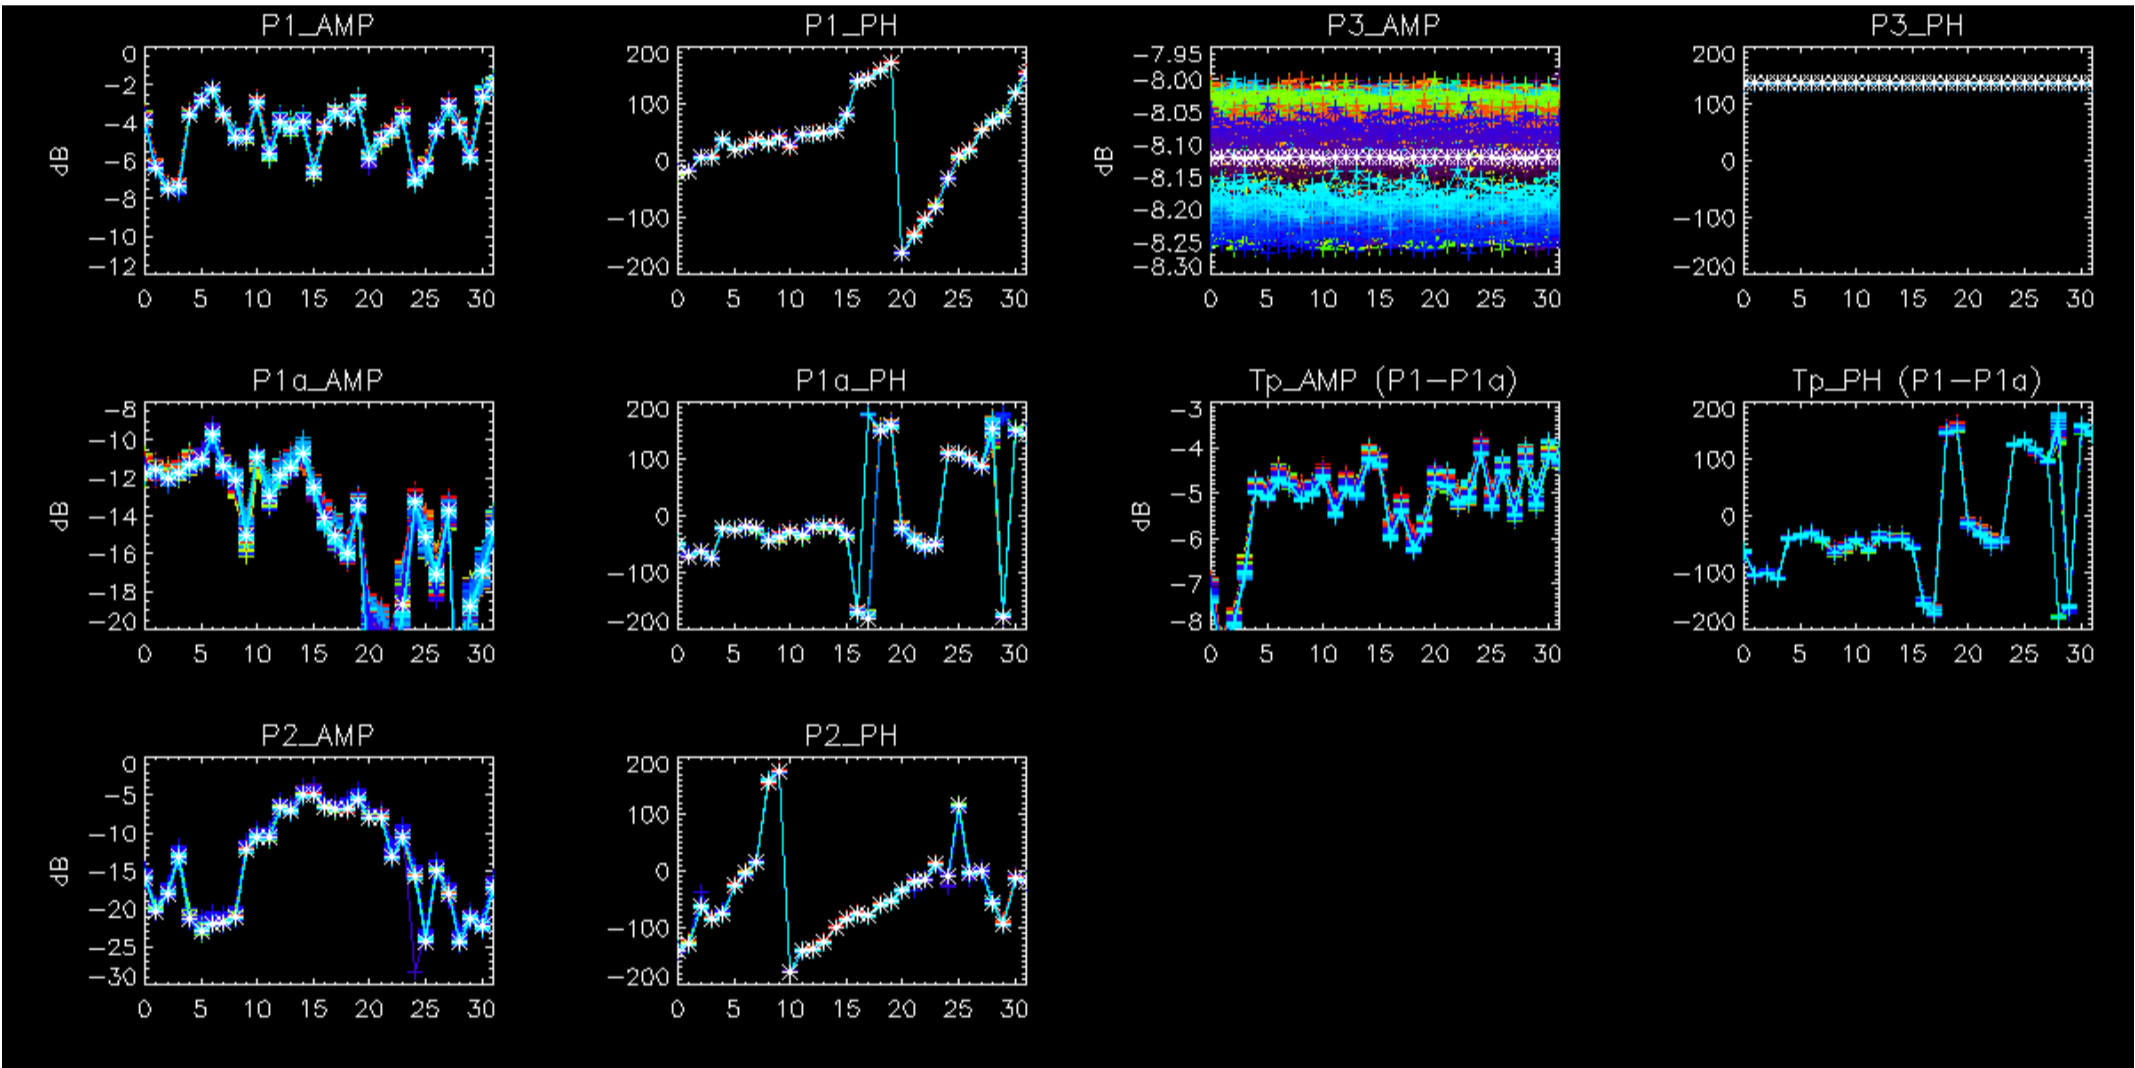 P1_AMP
P1_PH
P3_AMP
P3_PH
dB
0
−2
−4
−6
−8
−10
−12
0 5 10 15 20 25 30
200
100
0
−100
−200
0 5 10 15 20 25 30
dB
−7.95
−8.00
−8.05
−8.10
−8.15
−8.20
−8.25
−8.30
0 5 10 15 20 25 30
200
100
0
−100
−200
0 5 10 15 20 25 30
P1a_AMP
P1a_PH
Tp_AMP (P1−P1a)
Tp_PH (P1−P1a)
dB
−8
−10
−12
−14
−16
−18
−20
0 5 10 15 20 25 30
200
100
0
−100
−200
0 5 10 15 20 25 30
dB
−3
−4
−5
−6
−7
−8
0 5 10 15 20 25 30
200
100
0
−100
−200
0 5 10 15 20 25 30
P2_AMP
P2_PH
dB
0
−5
−10
−15
−20
−25
−30
0 5 10 15 20 25 30
200
100
0
−100
−200
0 5 10 15 20 25 30